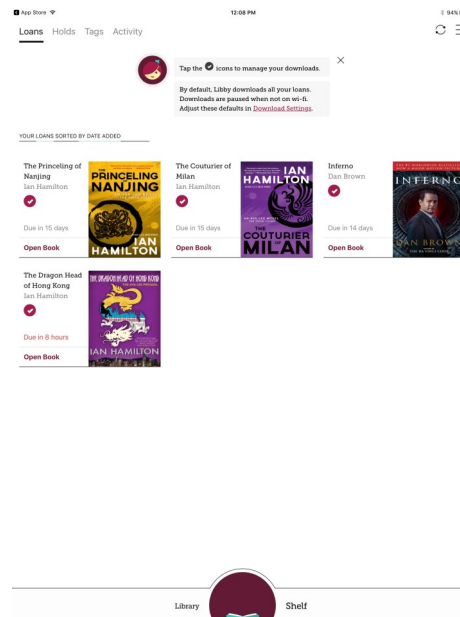 App Store
12:08 PM
94%
Loans Holds Tags Activity
Tap the icons to manage your downloads.
By default, Libby downloads all your loans.
Downloads are paused when not on wi-fi.
Adjust these defaults in Download Settings.
YOUR LOANS SORTED BY DATE ADDED
The Princeling of
Nanjing
Ian Hamilton
Due in 15 days
Open Book
PRINCELING
NANJING
IAN
HAMILTON
The Couturier of
Milan
Ian Hamilton
Due in 15 days
Open Book
IAN
HAMILTON
THE
COUTURIER
OF
MILAN
Inferno
Dan Brown
Due in 14 days
Open Book
INFERNO
DAN BROWN
The Dragon Head
of Hong Kong
Ian Hamilton
Due in 8 hours
Open Book
THE DRAGON HEAD OF HONG KONG
IAN HAMILTON
Library
Shelf